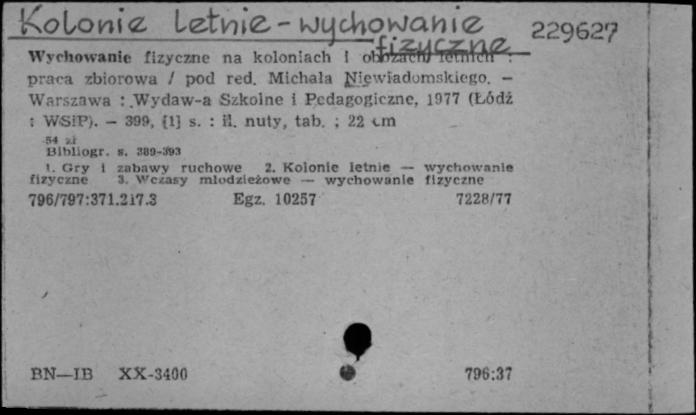 Kolonie letnie - wychowanie 229627
fizyczne
Wychowanie fizyczne na koloniach i obozach letnich :
praca zbiorowa / pod red. Michała Niewiadomskiego. —
Warszawa : Wydaw-a Szkolne i Pedagogiczne, 1977 (Łódź
: WSiP). — 399, [1] s. : il. nuty, tab. ; 22 cm
54 zł
Bibliogr. s. 389-393
1. Gry i zabawy ruchowe 2. Kolonie letnie — wychowanie
fizyczne 3. Wczasy młodzieżowe — wychowanie fizyczne
796/797:371.217.3 Egz. 10257 7228/77
BN—IB XX-3400 796:37